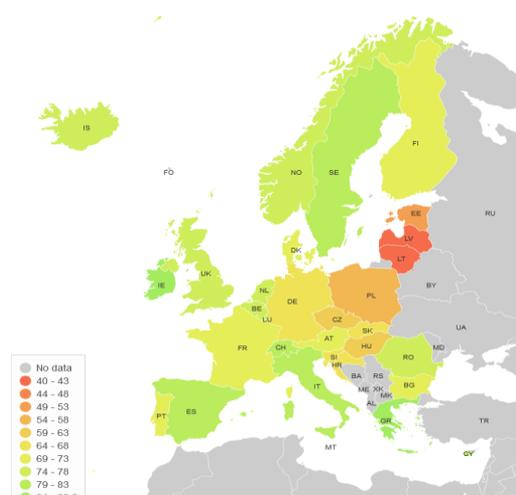 IS
FO
NO
SE
FI
RU
EE
LV
LT
DK
IE
UK
NL
BE
LU
DE
PL
BY
UA
CZ
SK
FR
CH
AT
HU
MD
SI
HR
RO
BA
RS
ME
XK
MK
AL
BG
IT
PT
ES
GR
TR
MT
CY
No data
40 - 43
44 - 48
49 - 53
54 - 58
59 - 63
64 - 68
69 - 73
74 - 78
79 - 83